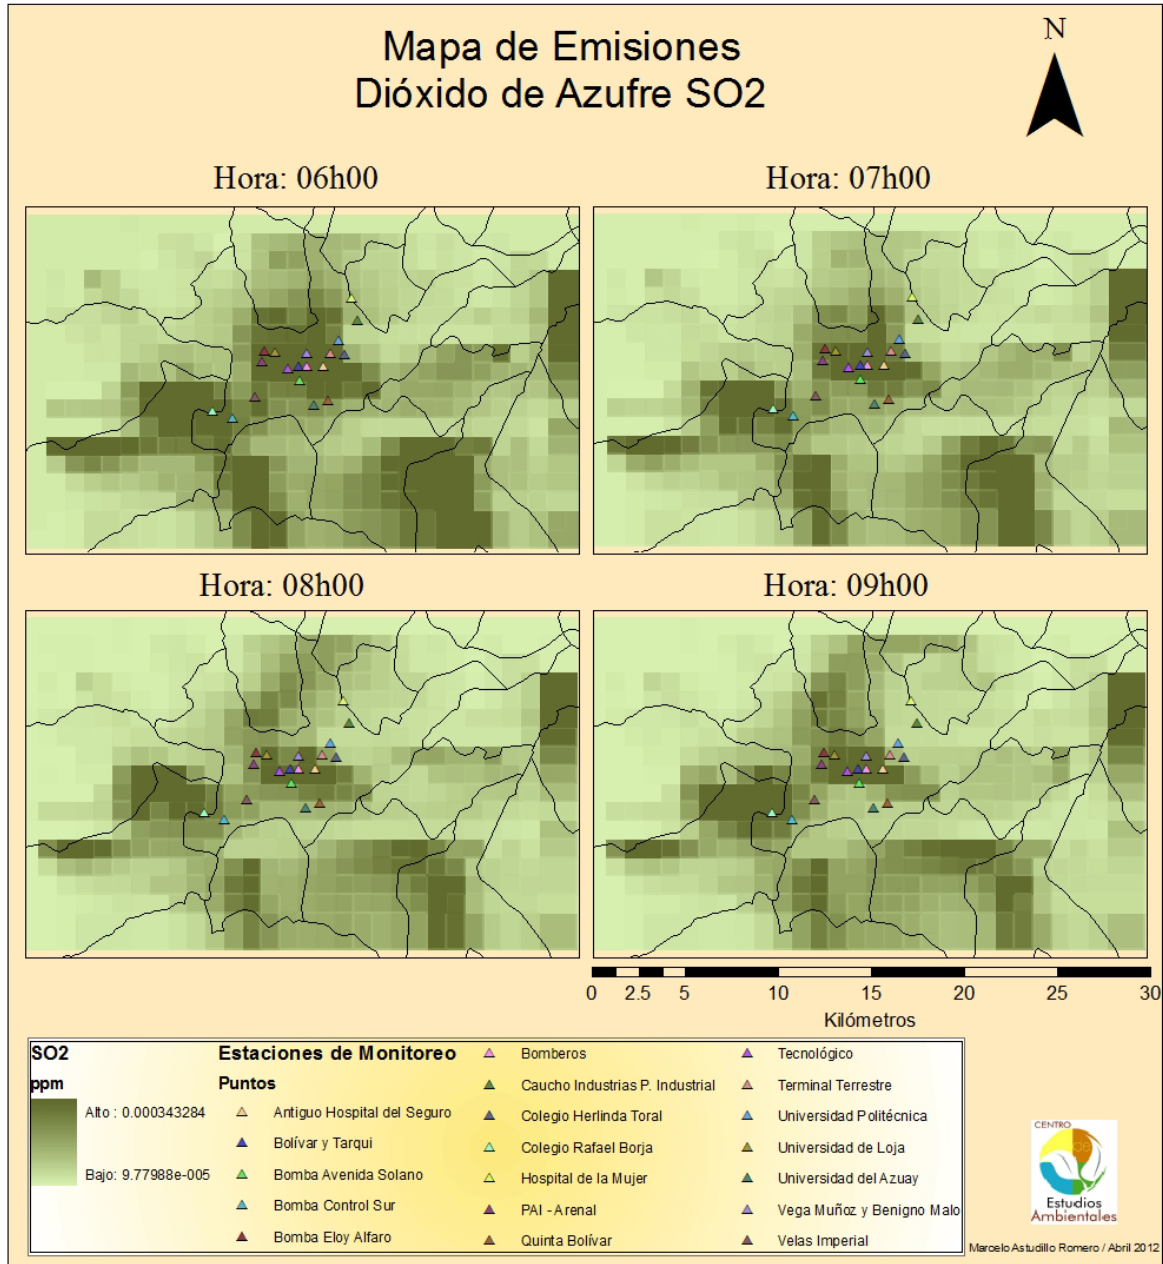 Mapa de Emisiones
Dióxido de Azufre SO2
N
Hora: 06h00
Hora: 07h00
Hora: 08h00
Hora: 09h00
0 2.5 5 10 15 20 25 30
Kilómetros
SO2
ppm
Alto : 0.000343284
Bajo: 9.77988e-005
Estaciones de Monitoreo
Puntos
Antiguo Hospital del Seguro
Bolívar y Tarqui
Bomba Avenida Solano
Bomba Control Sur
Bomba Eloy Alfaro
Bomberos
Caucho Industrias P. Industrial
Colegio Herlinda Toral
Colegio Rafael Borja
Hospital de la Mujer
PAI - Arenal
Quinta Bolívar
Tecnológico
Terminal Terrestre
Universidad Politécnica
Universidad de Loja
Universidad del Azuay
Vega Muñoz y Benigno Malo
Velas Imperial
CENTRO
de
Estudios
Ambientales
Marcelo Astudillo Romero / Abril 2012